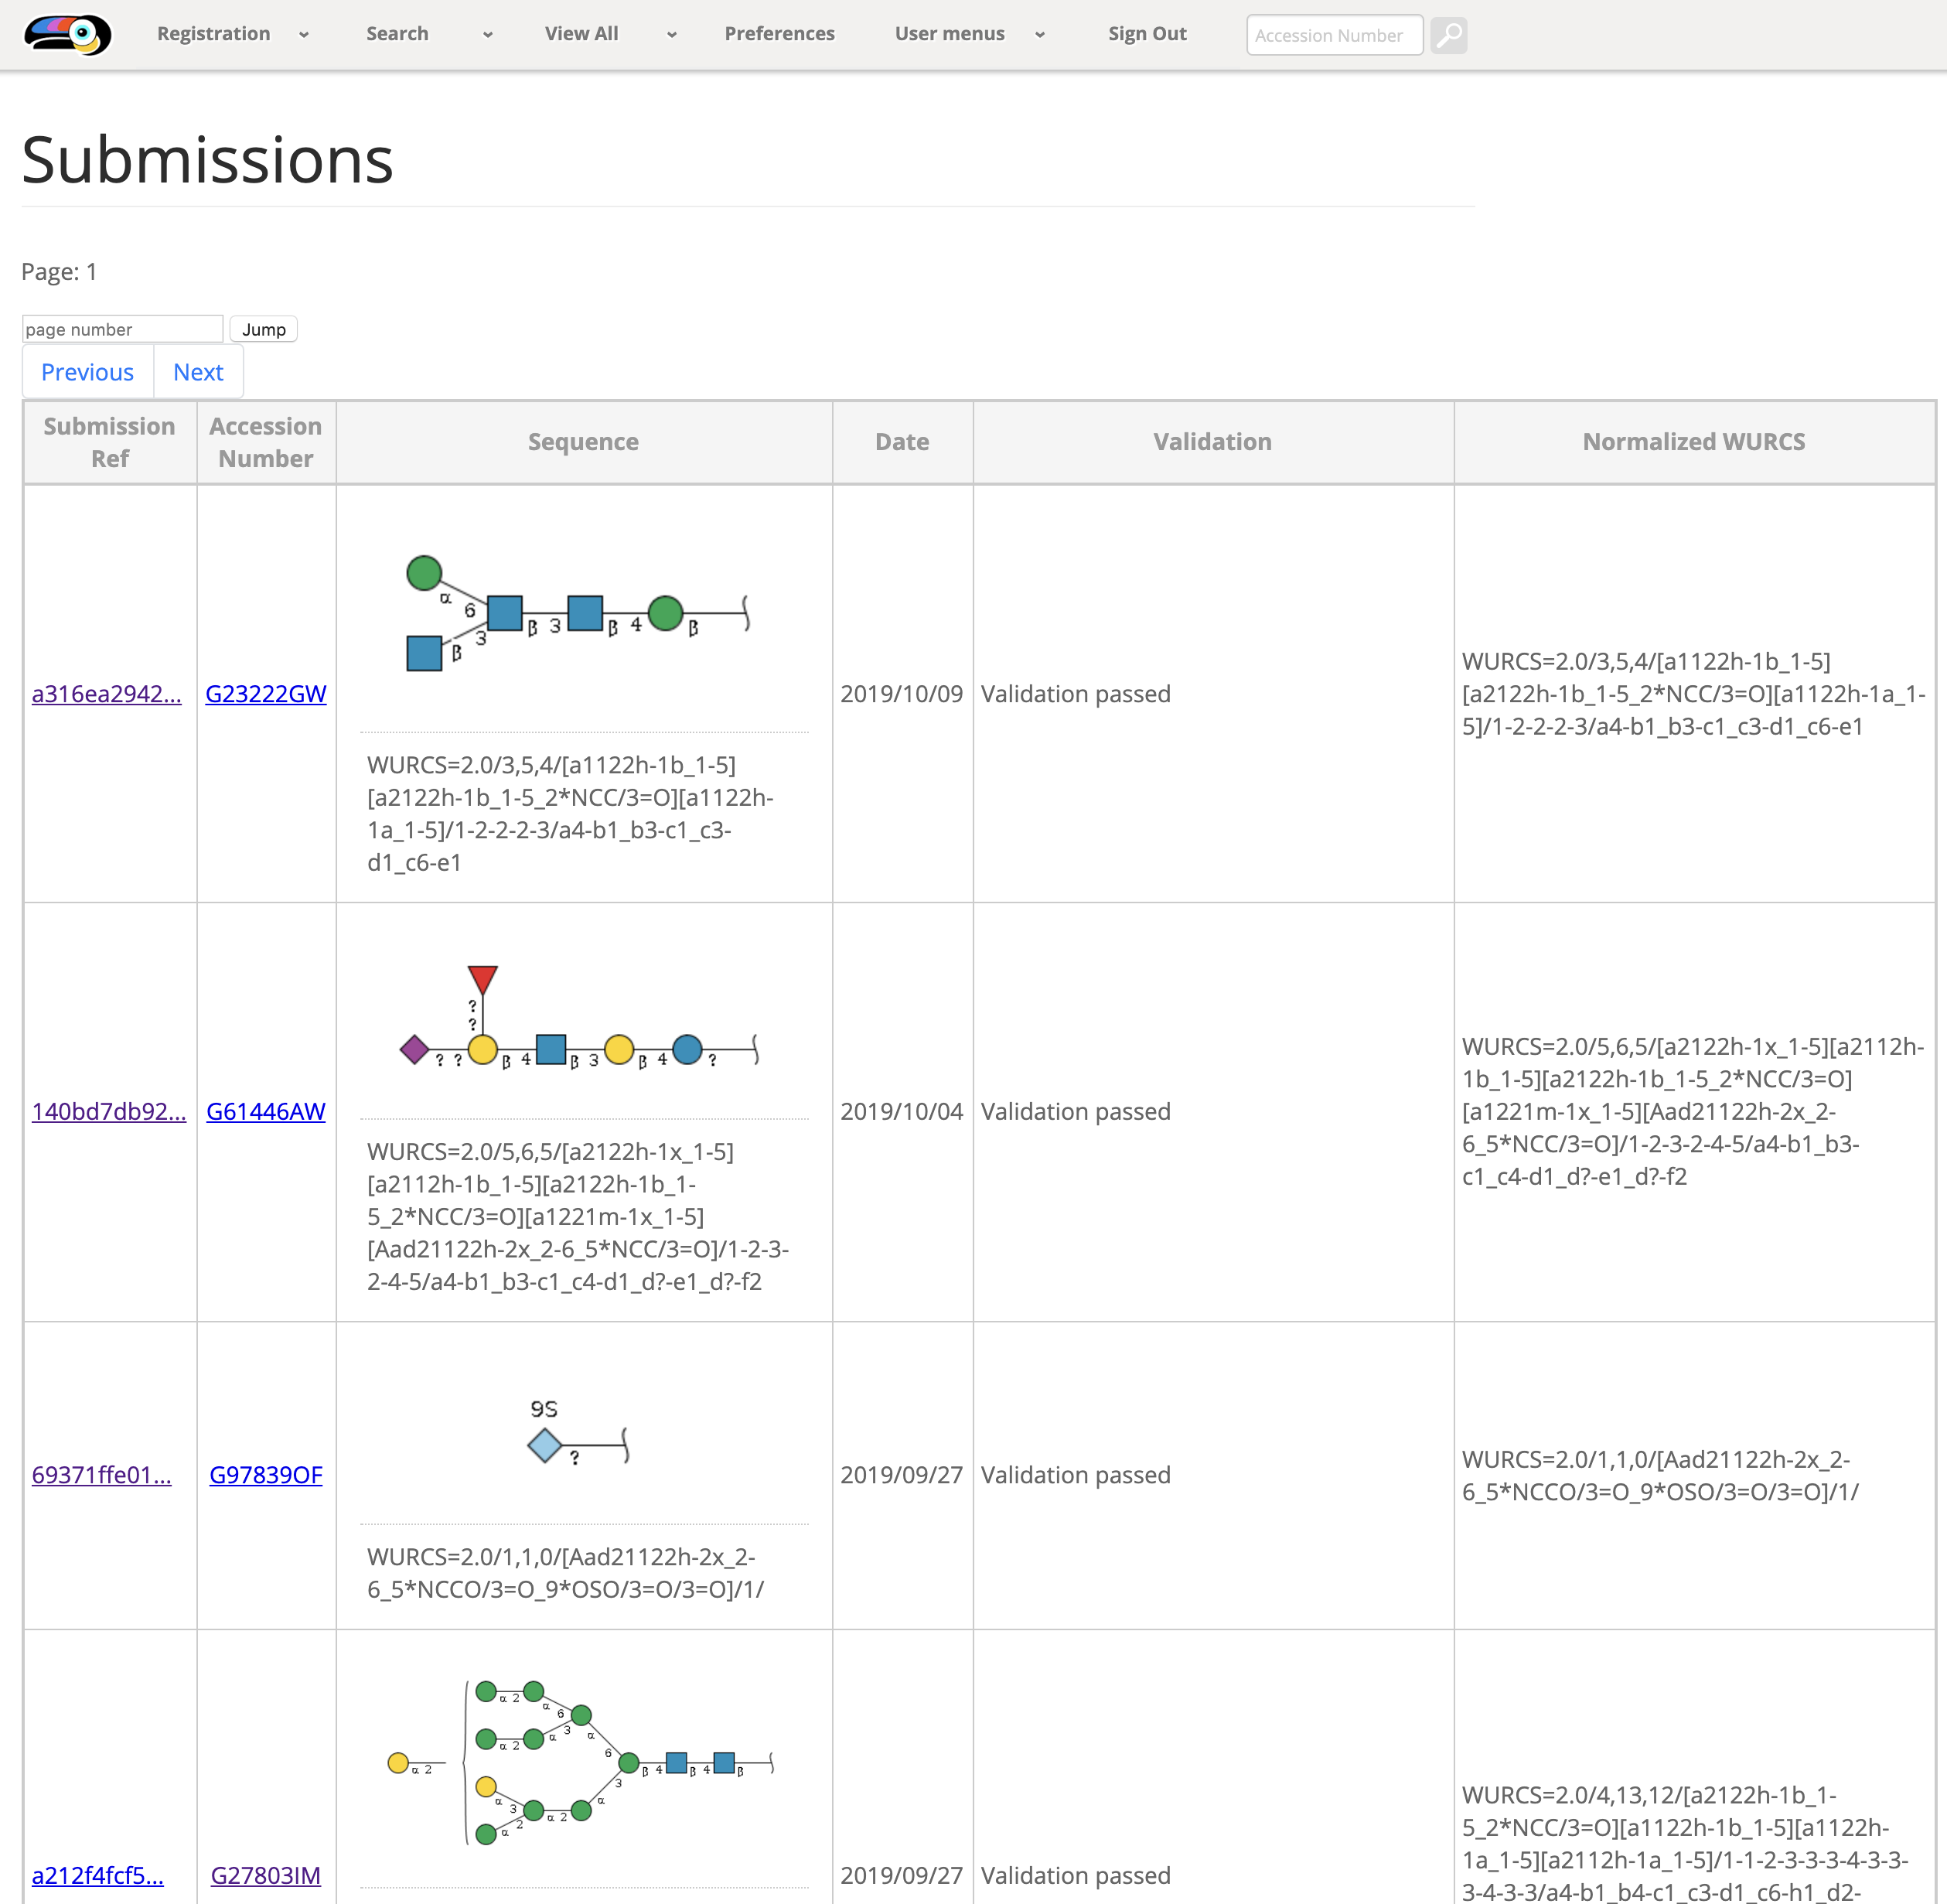 Registration Search View All Preferences User menus Sign Out Accession Number
Submissions
Page: 1
page number Jump
Previous Next
Submission Ref Accession Number Sequence Date Validation Normalized WURCS
α 6
β 3 β 4 β
3
β
a316ea2942... G23222GW 2019/10/09 Validation passed
WURCS=2.0/3,5,4/[a1122h-1b_1-5]
[a2122h-1b_1-5_2*NCC/3=O][a1122h-
1a_1-5]/1-2-2-2-3/a4-b1_b3-c1_c3-
d1_c6-e1
WURCS=2.0/3,5,4/[a1122h-1b_1-5]
[a2122h-1b_1-5_2*NCC/3=O][a1122h-1a_1-
5]/1-2-2-2-3/a4-b1_b3-c1_c3-d1_c6-e1
?
?
? ? β 4 β 3 β 4 ?
140bd7db92... G61446AW 2019/10/04 Validation passed
WURCS=2.0/5,6,5/[a2122h-1x_1-5]
[a2112h-1b_1-5][a2122h-1b_1-
5_2*NCC/3=O][a1221m-1x_1-5]
[Aad21122h-2x_2-6_5*NCC/3=O]/1-2-3-
2-4-5/a4-b1_b3-c1_c4-d1_d?-e1_d?-f2
WURCS=2.0/5,6,5/[a2122h-1x_1-5][a2112h-
1b_1-5][a2122h-1b_1-5_2*NCC/3=O]
[a1221m-1x_1-5][Aad21122h-2x_2-
6_5*NCC/3=O]/1-2-3-2-4-5/a4-b1_b3-
c1_c4-d1_d?-e1_d?-f2
9S
?
69371ffe01... G97839OF 2019/09/27 Validation passed
WURCS=2.0/1,1,0/[Aad21122h-2x_2-
6_5*NCCO/3=O_9*OSO/3=O/3=O]/1/
WURCS=2.0/1,1,0/[Aad21122h-2x_2-
6_5*NCCO/3=O_9*OSO/3=O/3=O]/1/
α 2 α 6
α 2 α 3 α
6
α 2 β 4 β 4 β
3
α 3 α 2 α
α 2
a212f4fcf5... G27803IM 2019/09/27 Validation passed
WURCS=2.0/4,13,12/[a2122h-1b_1-
5_2*NCC/3=O][a1122h-1b_1-5][a1122h-
1a_1-5][a2112h-1a_1-5]/1-1-2-3-3-3-4-3-3-
3-4-3-3/a4-b1_b4-c1_c3-d1_c6-h1_d2-